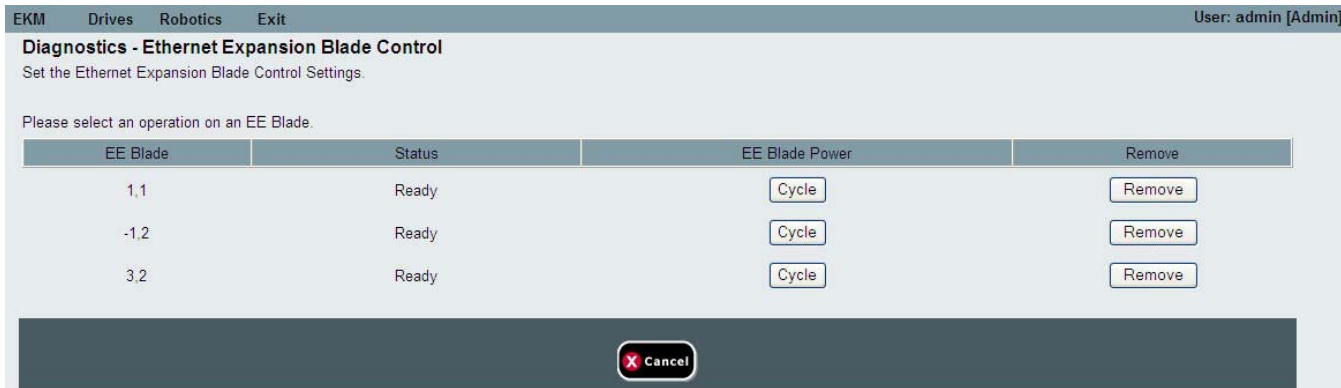 EKM Drives Robotics Exit User: admin [Admin]
Diagnostics - Ethernet Expansion Blade Control
Set the Ethernet Expansion Blade Control Settings.
Please select an operation on an EE Blade.
EE Blade Status EE Blade Power Remove
1,1 Ready Cycle Remove
-1,2 Ready Cycle Remove
3,2 Ready Cycle Remove
X Cancel